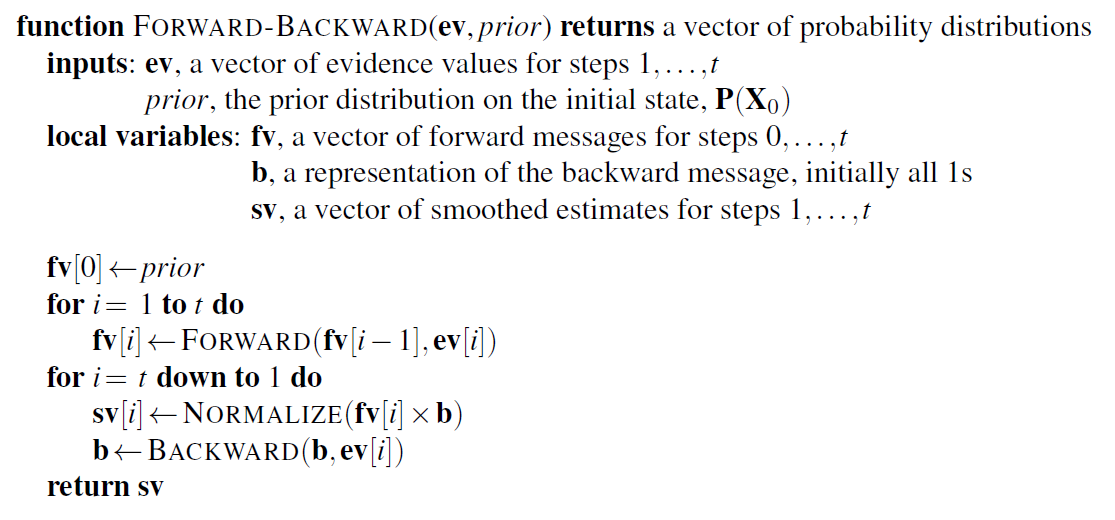 function FORWARD-BACKWARD(ev, prior) returns a vector of probability distributions
inputs: ev, a vector of evidence values for steps 1,...,t
prior, the prior distribution on the initial state, P(X₀)
local variables: fv, a vector of forward messages for steps 0,...,t
b, a representation of the backward message, initially all 1s
sv, a vector of smoothed estimates for steps 1,...,t
fv[0] ← prior
for i = 1 to t do
fv[i] ← FORWARD(fv[i − 1], ev[i])
for i = t down to 1 do
sv[i] ← NORMALIZE(fv[i] × b)
b ← BACKWARD(b, ev[i])
return sv